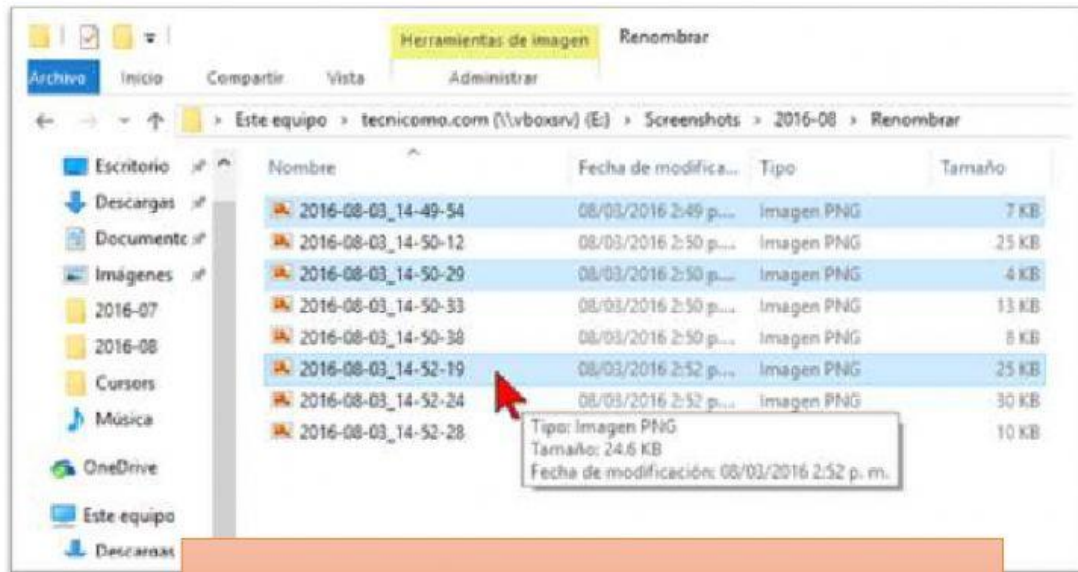 Herramientas de imagen Renombrar
Archivo Inicio Compartir Vista Administrar
Este equipo > tecnicomo.com (\\vboxsrv) (E:) > Screenshots > 2016-08 > Renombrar
Escritorio
Descargas
Documentc
Imágenes
2016-07
2016-08
Cursors
Música
OneDrive
Este equipo
Descargas
Nombre Fecha de modifica... Tipo Tamaño
2016-08-03_14-49-54 08/03/2016 2:49 p.... Imagen PNG 7 KB
2016-08-03_14-50-12 08/03/2016 2:50 p.... Imagen PNG 25 KB
2016-08-03_14-50-29 08/03/2016 2:50 p.... Imagen PNG 4 KB
2016-08-03_14-50-33 08/03/2016 2:50 p.... Imagen PNG 13 KB
2016-08-03_14-50-38 08/03/2016 2:50 p.... Imagen PNG 8 KB
2016-08-03_14-52-19 08/03/2016 2:52 p.... Imagen PNG 25 KB
2016-08-03_14-52-24 08/03/2016 2:52 p.... Imagen PNG 30 KB
2016-08-03_14-52-28 10 KB
Tipo: Imagen PNG
Tamaño: 24.6 KB
Fecha de modificación: 08/03/2016 2:52 p. m.